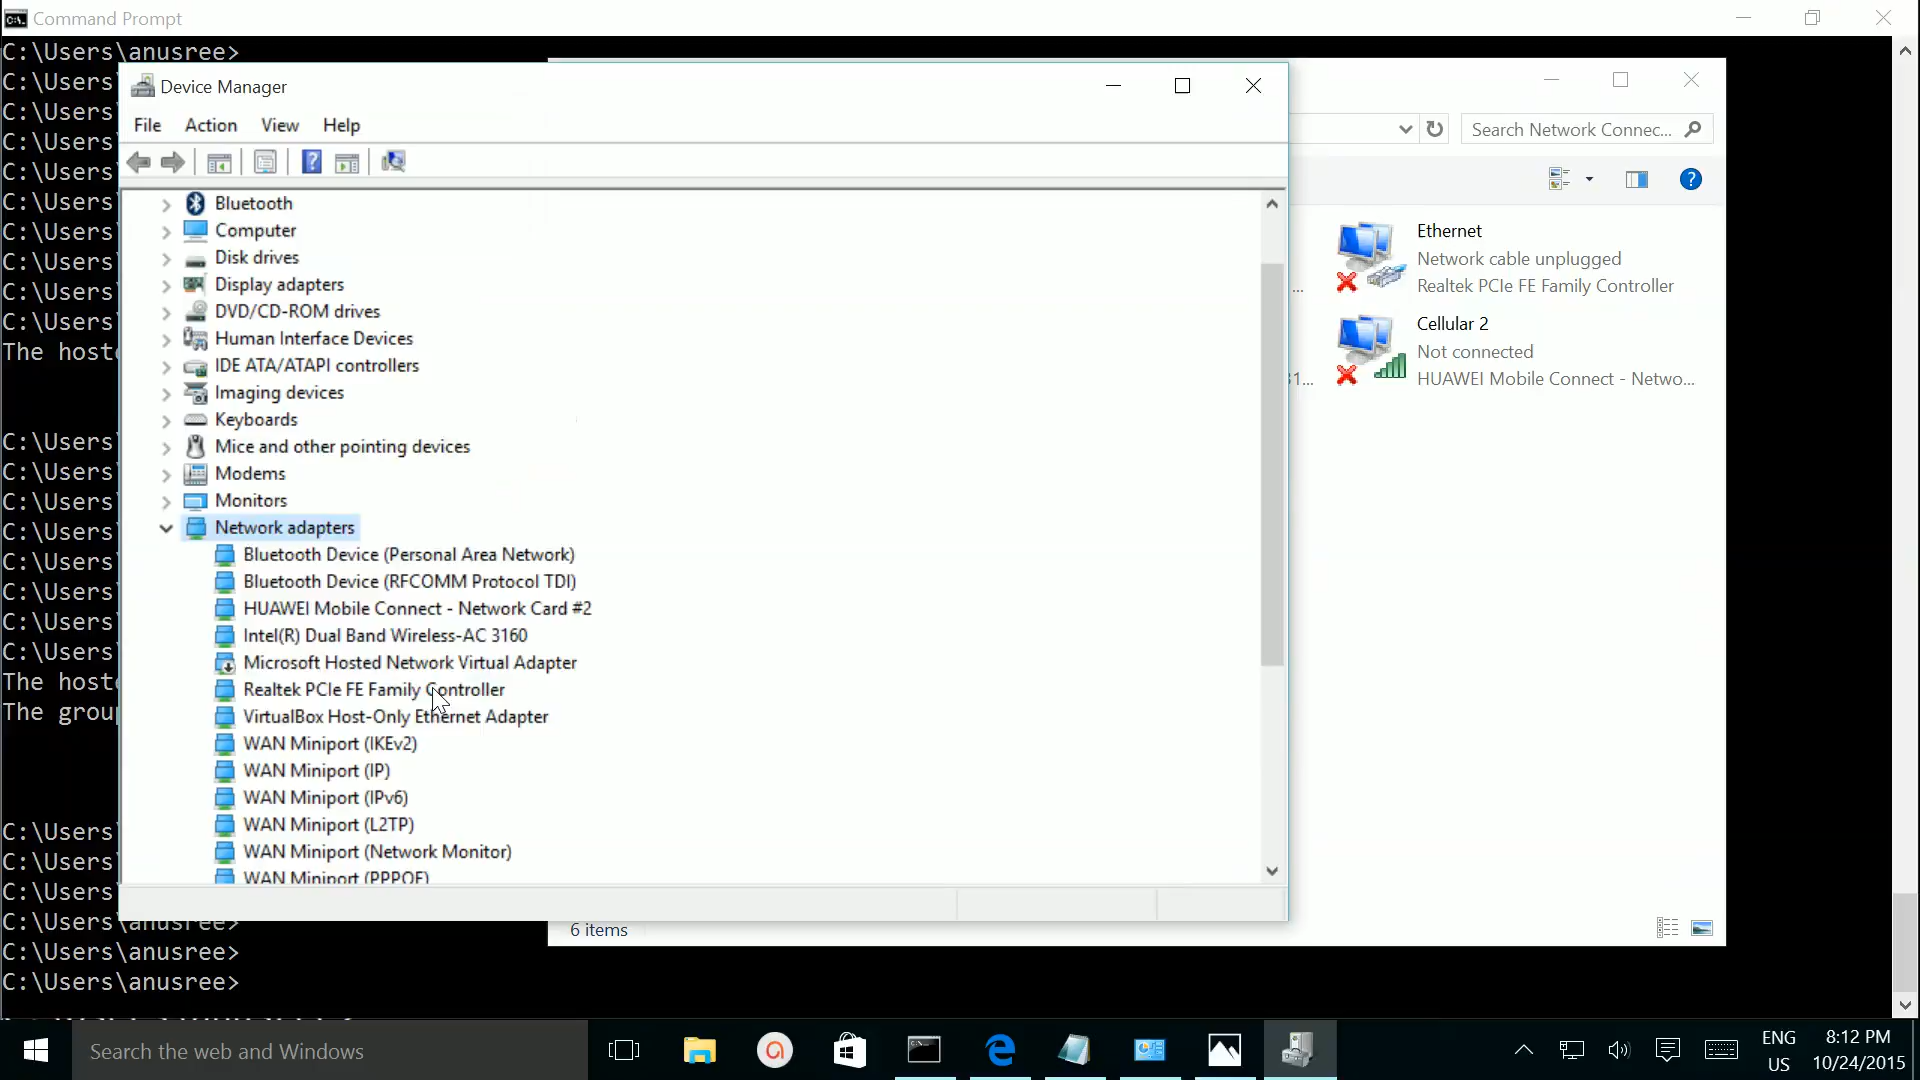 Command Prompt
C:\Users\anusree>
C:\Users\
C:\Users\
C:\Users\
C:\Users\
C:\Users\
C:\Users\
C:\Users\
C:\Users\
C:\Users\
The hoste
C:\Users\
C:\Users\
C:\Users\
C:\Users\
C:\Users\
C:\Users\
C:\Users\
C:\Users\
The hoste
The grou
C:\Users\
C:\Users\
C:\Users\
C:\Users\anusree>
C:\Users\anusree>
C:\Users\anusree>
Device Manager
File Action View Help
Bluetooth
Computer
Disk drives
Display adapters
DVD/CD-ROM drives
Human Interface Devices
IDE ATA/ATAPI controllers
Imaging devices
Keyboards
Mice and other pointing devices
Modems
Monitors
Network adapters
Bluetooth Device (Personal Area Network)
Bluetooth Device (RFCOMM Protocol TDI)
HUAWEI Mobile Connect - Network Card #2
Intel(R) Dual Band Wireless-AC 3160
Microsoft Hosted Network Virtual Adapter
Realtek PCIe FE Family Controller
VirtualBox Host-Only Ethernet Adapter
WAN Miniport (IKEv2)
WAN Miniport (IP)
WAN Miniport (IPv6)
WAN Miniport (L2TP)
WAN Miniport (Network Monitor)
WAN Miniport (PPPOE)
Search Network Connec...
Ethernet
Network cable unplugged
... Realtek PCIe FE Family Controller
Cellular 2
Not connected
31... HUAWEI Mobile Connect - Netwo...
6 items
Search the web and Windows
ENG
US
8:12 PM
10/24/2015